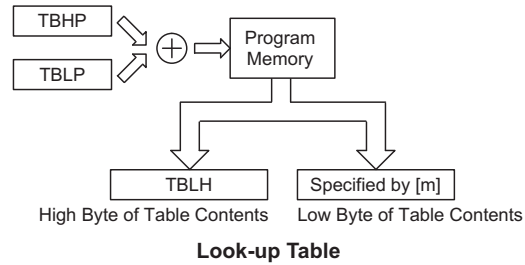 TBHP
TBLP
Program
Memory
TBLH
Specified by [m]
High Byte of Table Contents
Low Byte of Table Contents
Look-up Table